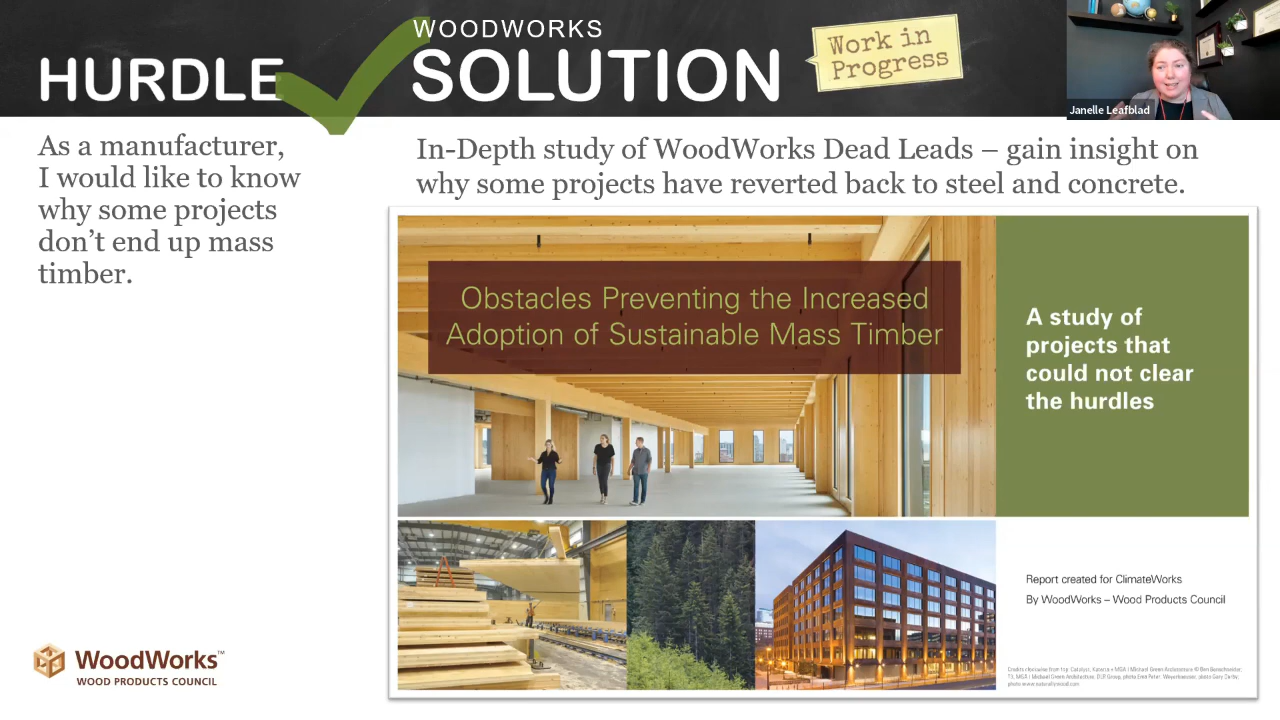 HURDLE
WOODWORKS
SOLUTION
Work in
Progress
Janelle Leafblad
As a manufacturer,
I would like to know
why some projects
don’t end up mass
timber.
In-Depth study of WoodWorks Dead Leads – gain insight on
why some projects have reverted back to steel and concrete.
Obstacles Preventing the Increased
Adoption of Sustainable Mass Timber
A study of
projects that
could not clear
the hurdles
Report created for ClimateWorks
By WoodWorks – Wood Products Council
WoodWorks™
WOOD PRODUCTS COUNCIL